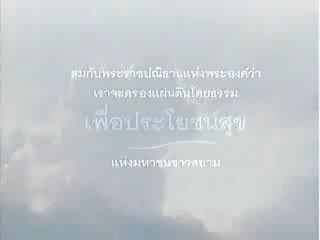 สมกับพระราชปณิธานแห่งพระองค์ว่า
เราจะครองแผ่นดินโดยธรรม
เพื่อประโยชน์สุข
แห่งมหาชนชาวสยาม